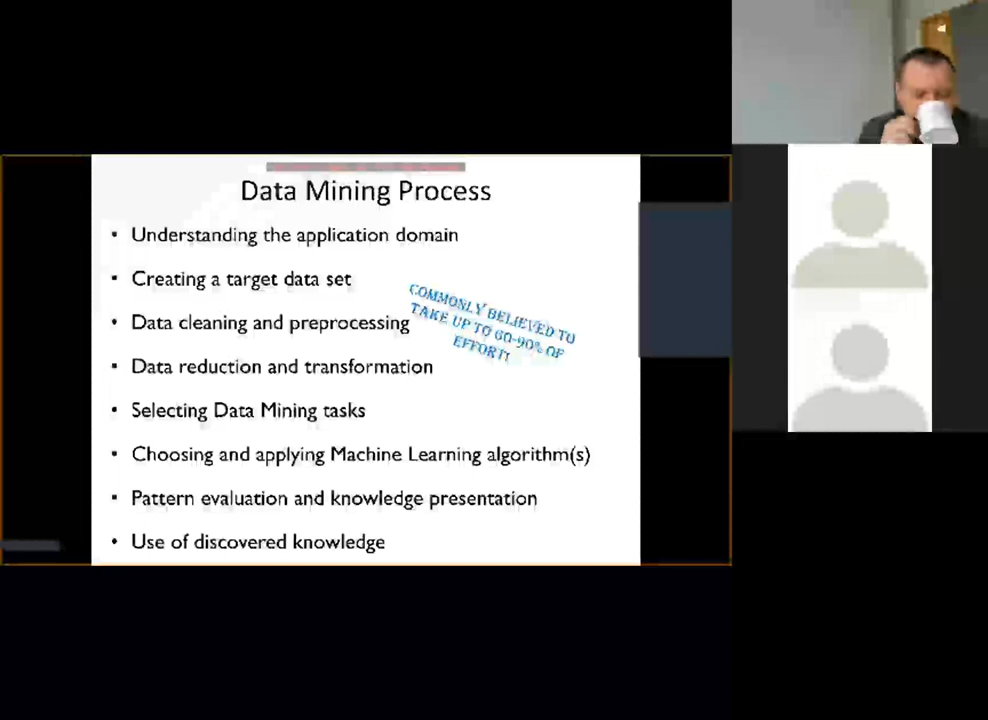 Data Mining Process
• Understanding the application domain
• Creating a target data set
• Data cleaning and preprocessing
COMMONLY BELIEVED TO
TAKE UP TO 60-90% OF
EFFORT!
• Data reduction and transformation
• Selecting Data Mining tasks
• Choosing and applying Machine Learning algorithm(s)
• Pattern evaluation and knowledge presentation
• Use of discovered knowledge